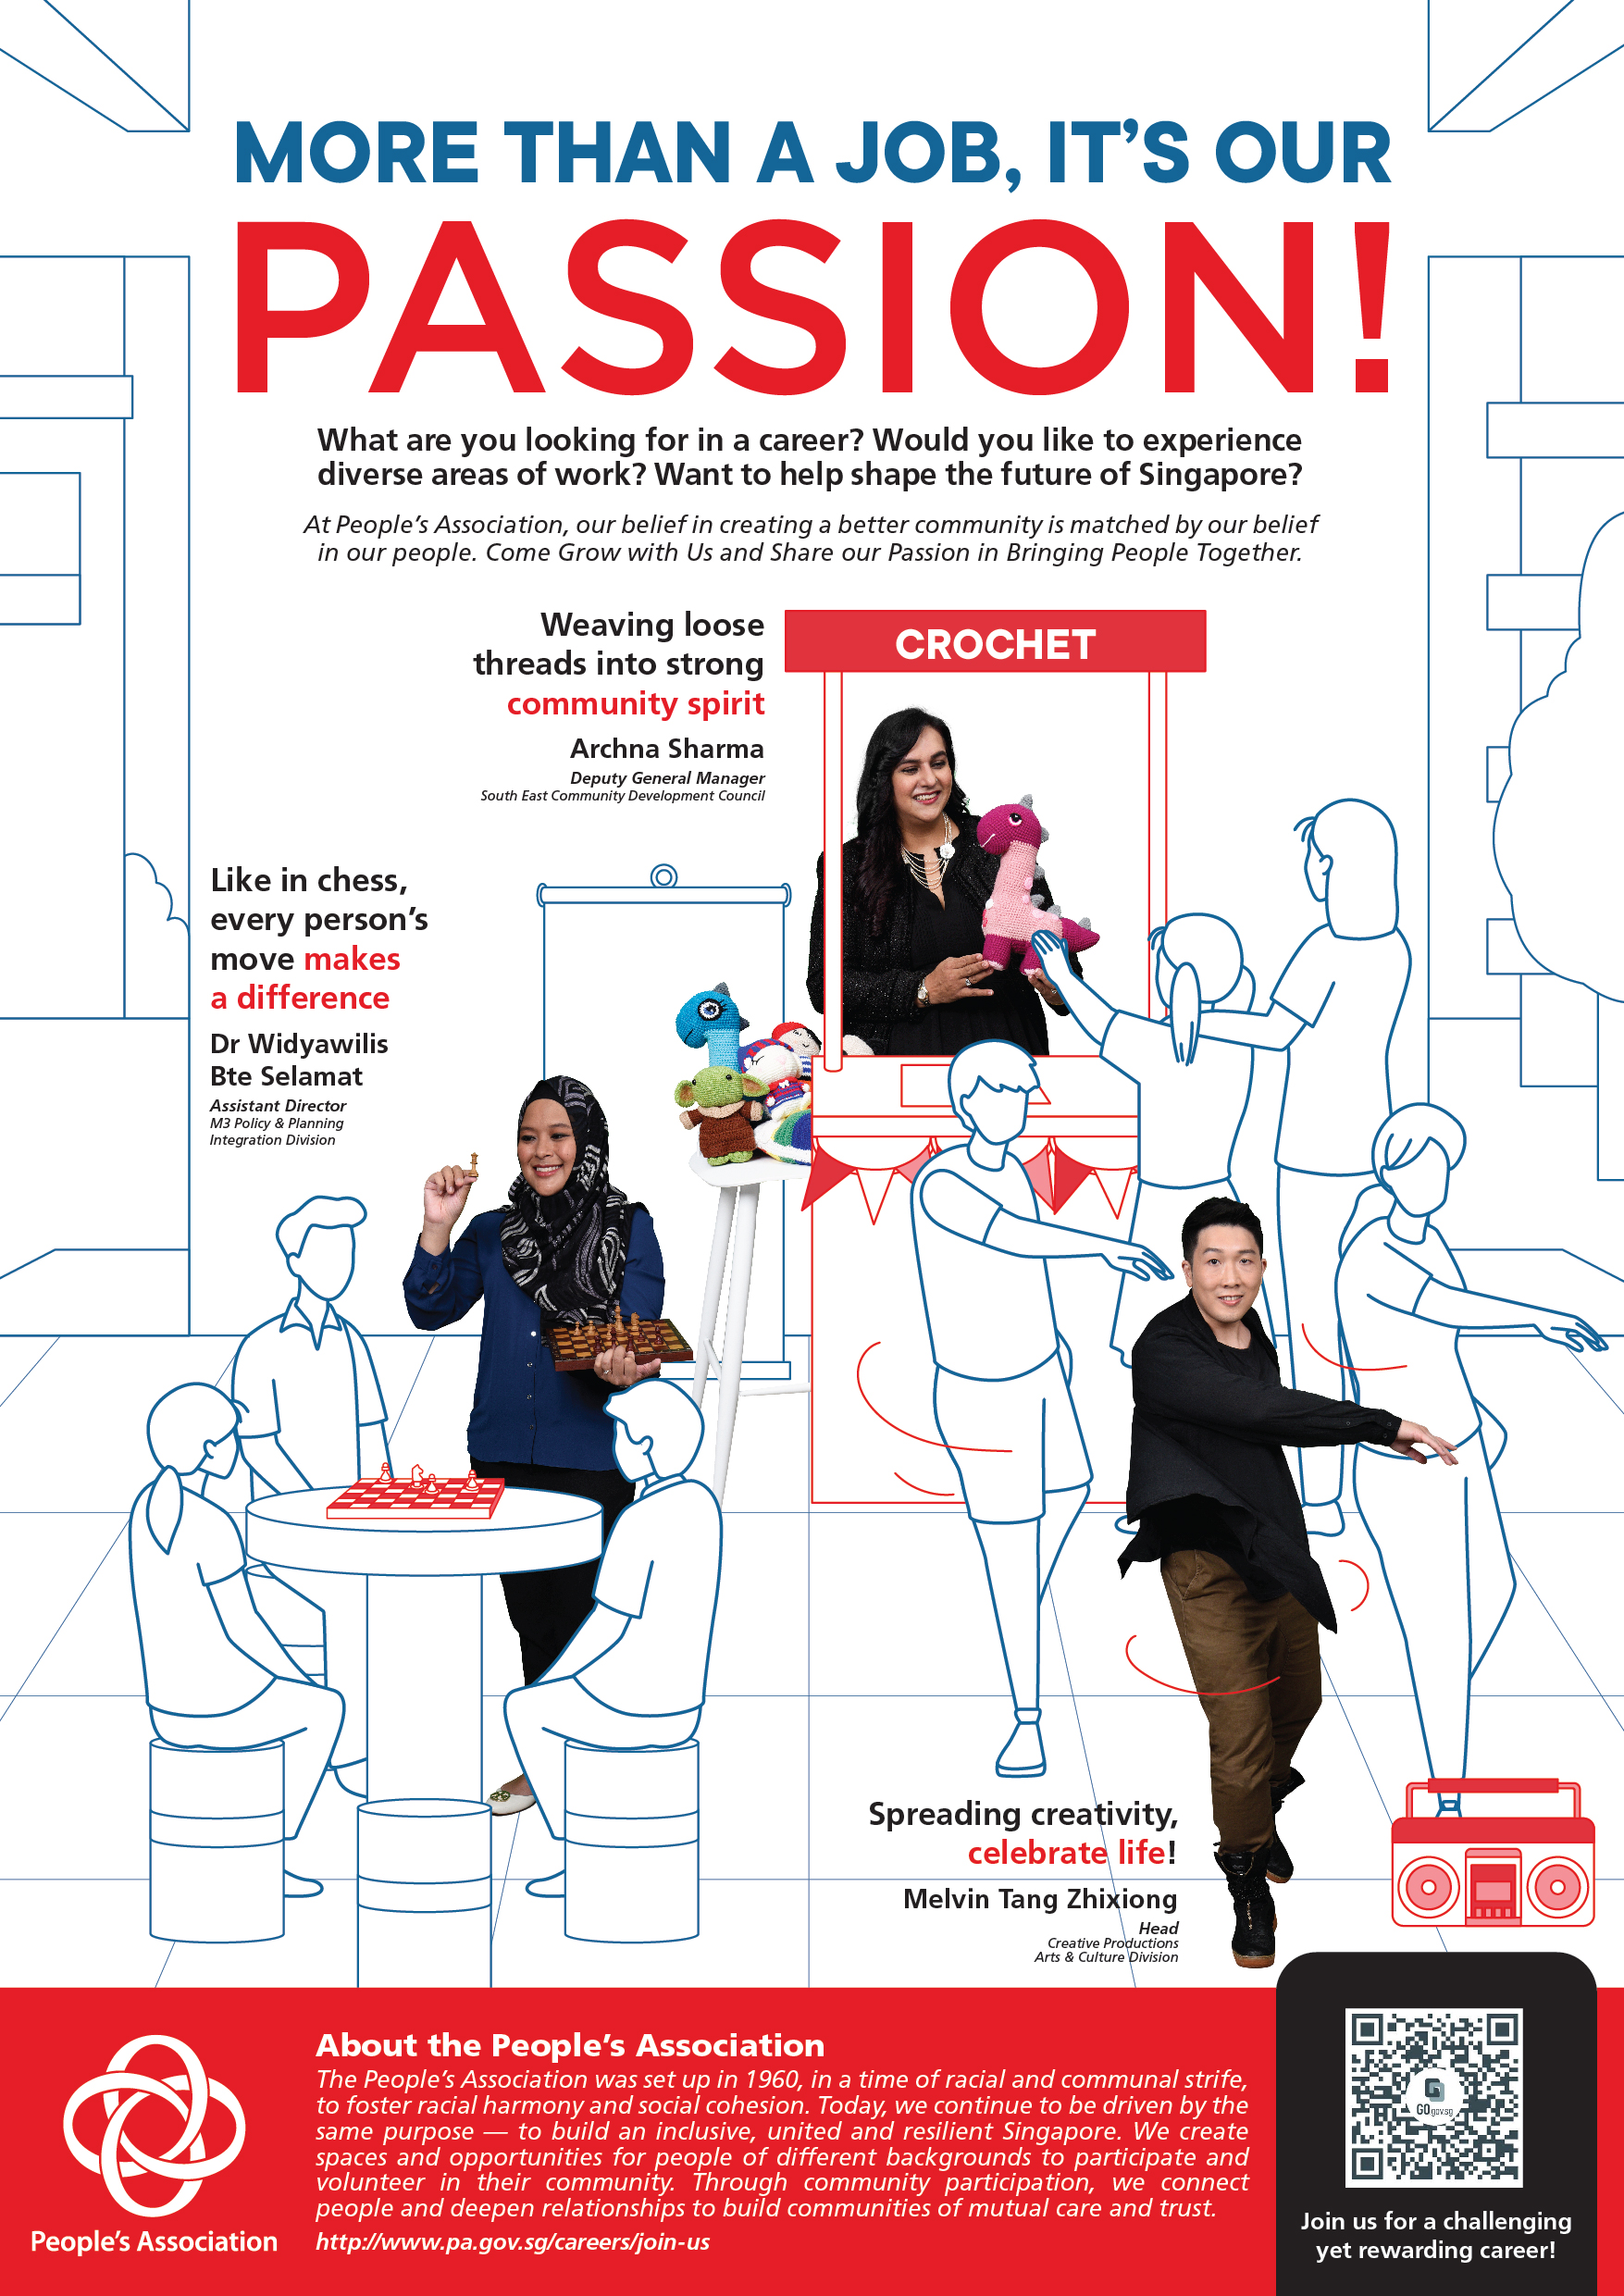 MORE THAN A JOB, IT'S OUR
PASSION!
What are you looking for in a career? Would you like to experience
diverse areas of work? Want to help shape the future of Singapore?
At People's Association, our belief in creating a better community is matched by our belief
in our people. Come Grow with Us and Share our Passion in Bringing People Together.
Weaving loose
threads into strong
community spirit
Archna Sharma
Deputy General Manager
South East Community Development Council
CROCHET
Like in chess,
every person's
move makes
a difference
Dr Widyawilis
Bte Selamat
Assistant Director
M3 Policy & Planning
Integration Division
Spreading creativity,
celebrate life!
Melvin Tang Zhixiong
Head
Creative Productions
Arts & Culture Division
People's Association
About the People's Association
The People's Association was set up in 1960, in a time of racial and communal strife,
to foster racial harmony and social cohesion. Today, we continue to be driven by the
same purpose — to build an inclusive, united and resilient Singapore. We create
spaces and opportunities for people of different backgrounds to participate and
volunteer in their community. Through community participation, we connect
people and deepen relationships to build communities of mutual care and trust.
http://www.pa.gov.sg/careers/join-us
GOgov.sg
Join us for a challenging
yet rewarding career!